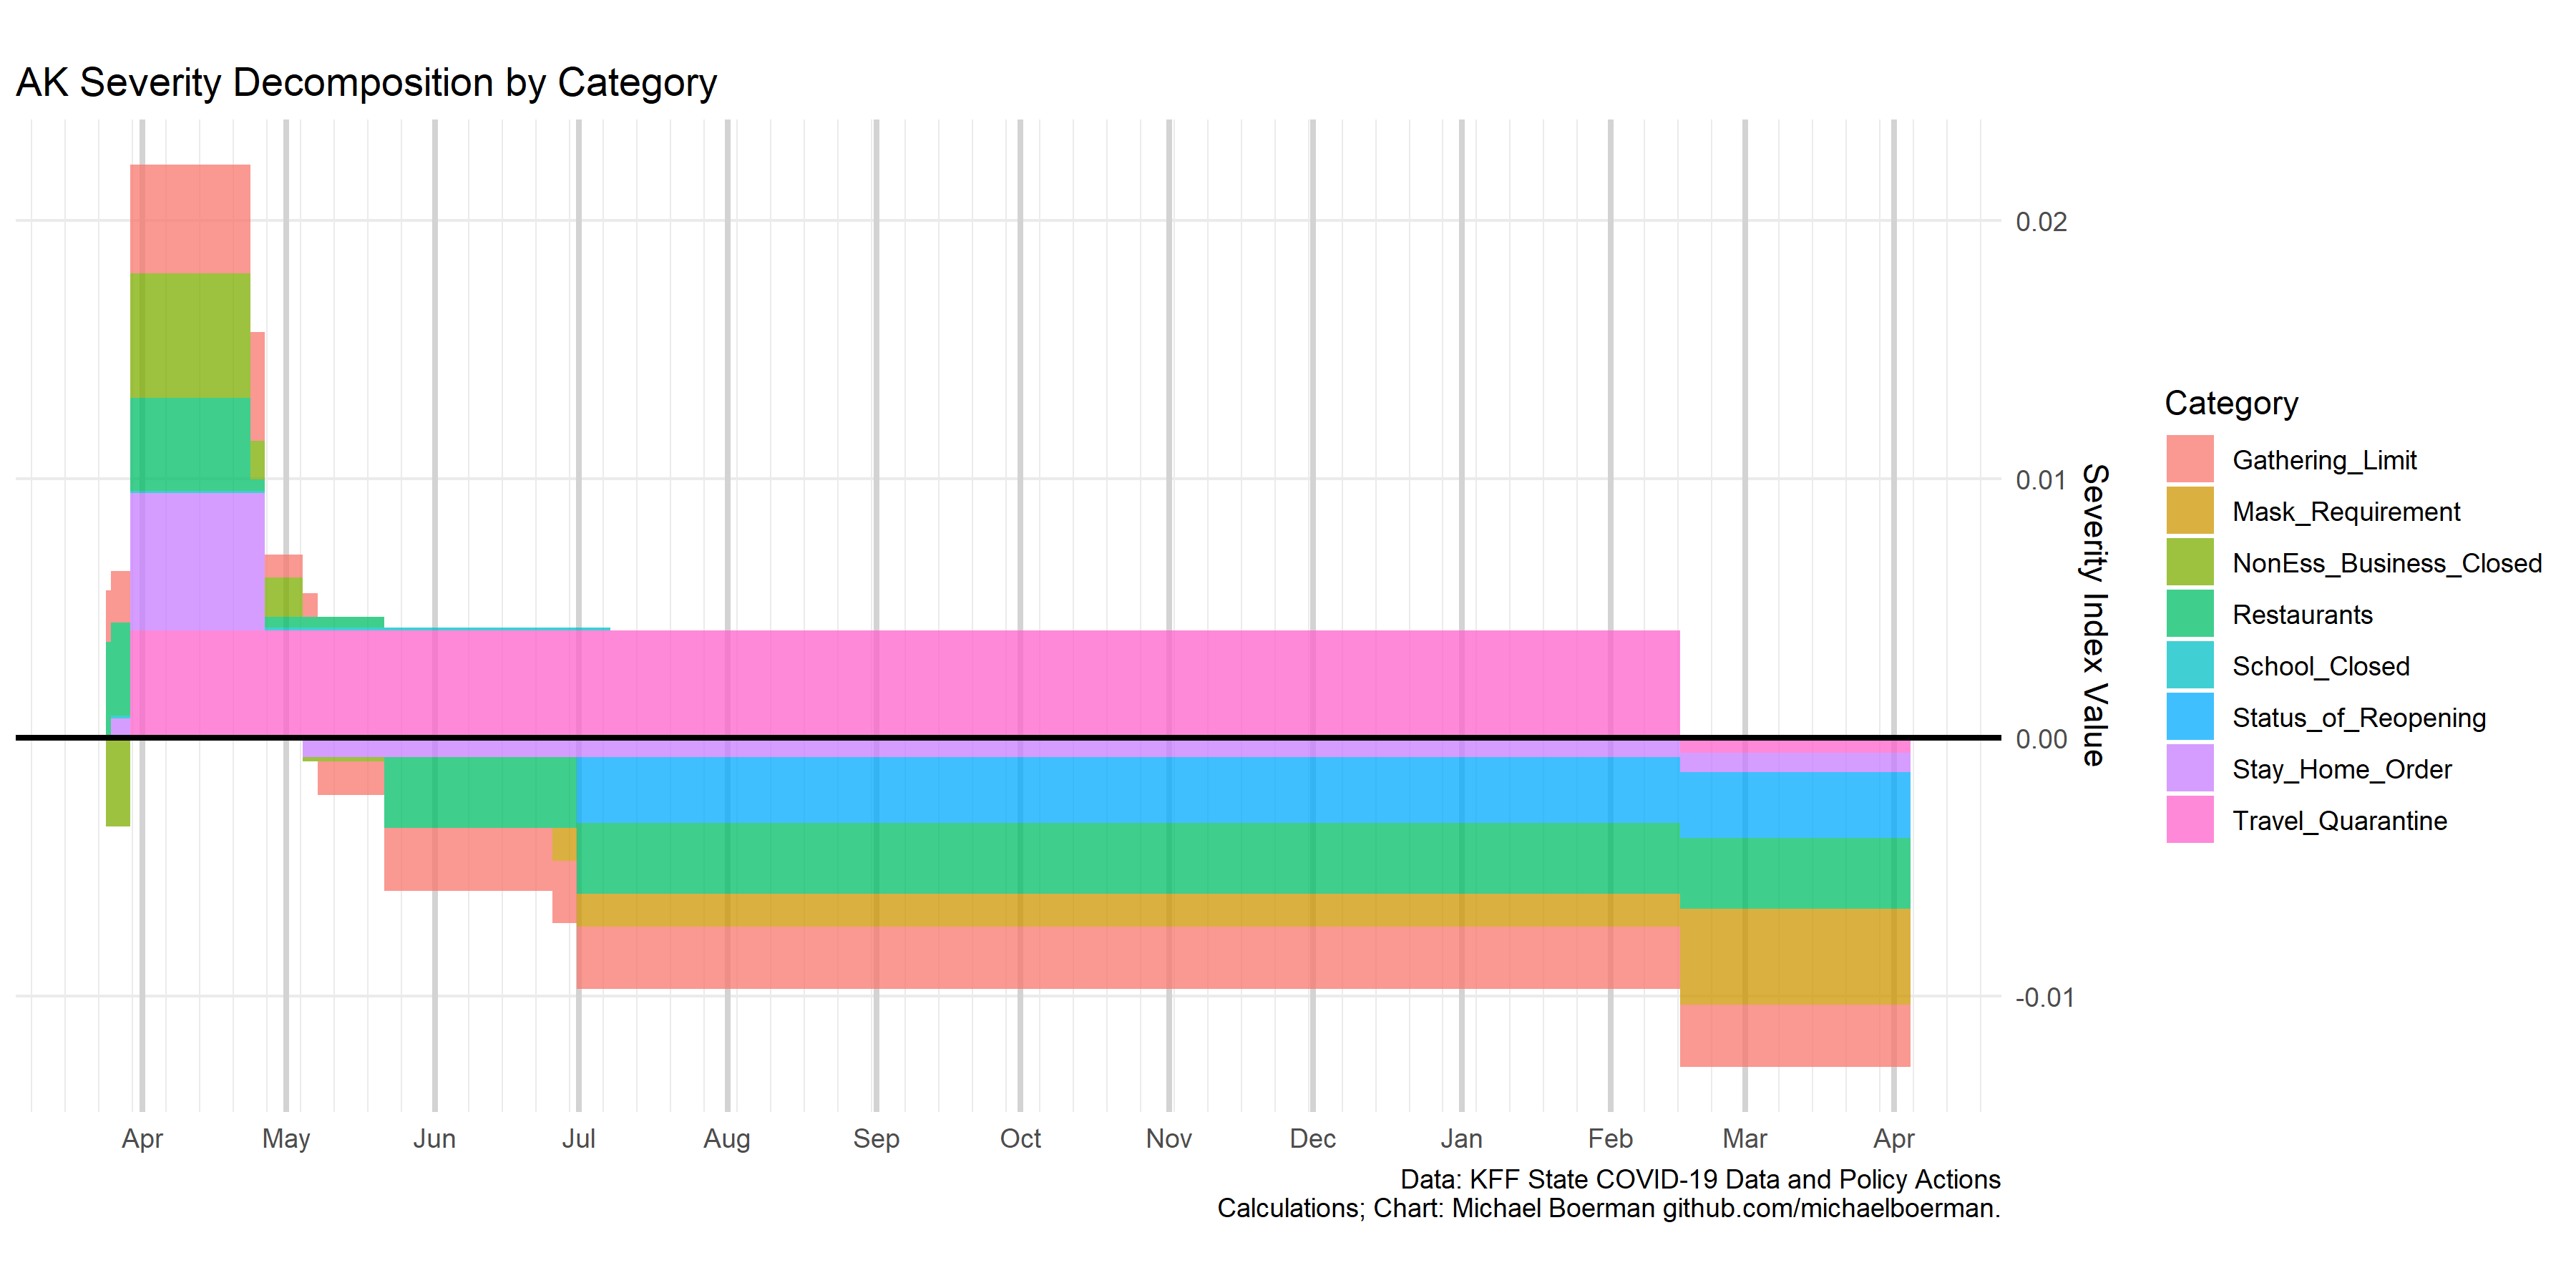 AK Severity Decomposition by Category
0.02
0.01
0.00
-0.01
Severity Index Value
Apr May Jun Jul Aug Sep Oct Nov Dec Jan Feb Mar Apr
Data: KFF State COVID-19 Data and Policy Actions
Calculations; Chart: Michael Boerman github.com/michaelboerman.
Category
Gathering_Limit
Mask_Requirement
NonEss_Business_Closed
Restaurants
School_Closed
Status_of_Reopening
Stay_Home_Order
Travel_Quarantine